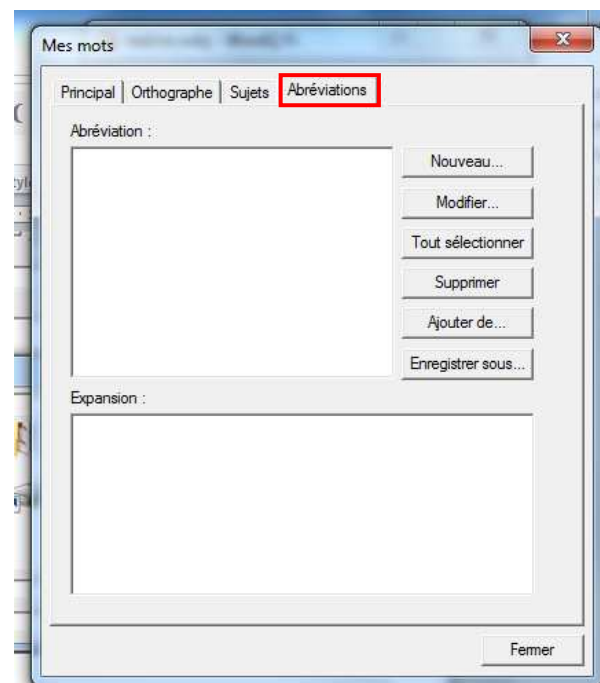 Mes mots
Principal Orthographe Sujets Abréviations
Abréviation :
Nouveau...
Modifier...
Tout sélectionner
Supprimer
Ajouter de...
Enregistrer sous...
Expansion :
Fermer